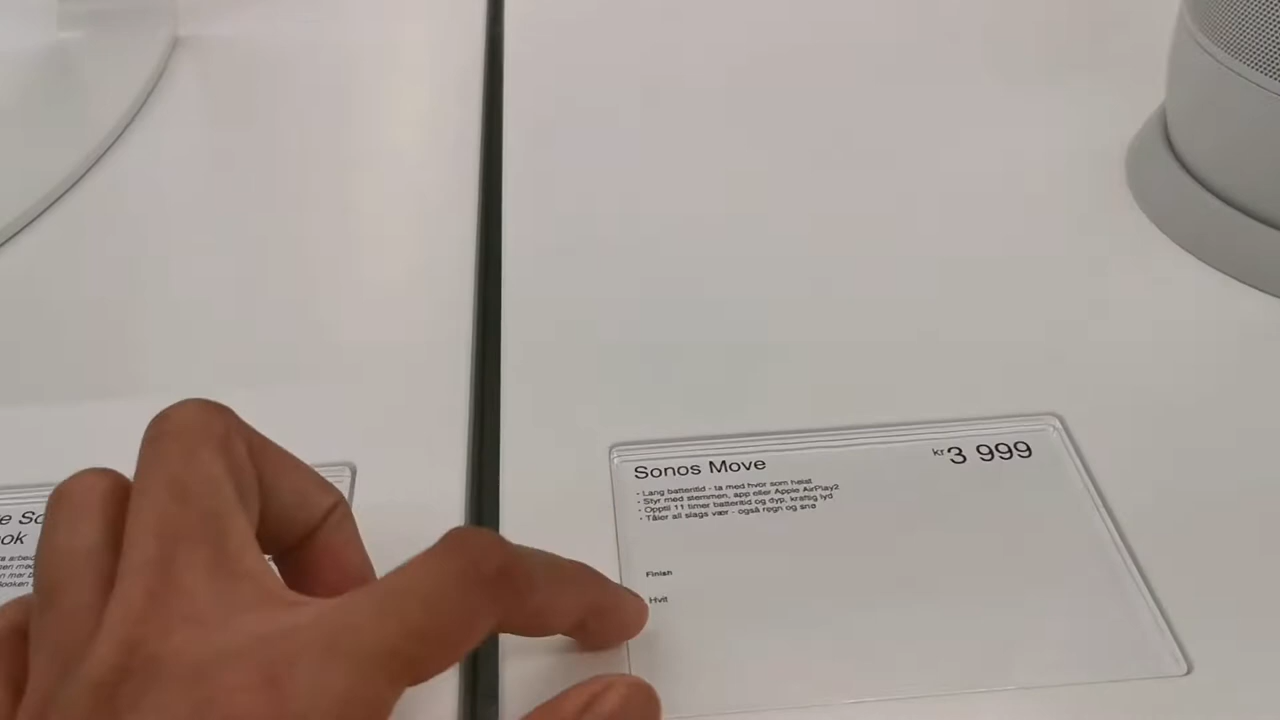 Sonos Move
kr 3 999
• Lang batteritid - ta med hvor som helst
• Styr med stemmen, app eller Apple AirPlay2
• Opptil 11 timer batteritid og dyp, kraftig lyd
• Tåler all slags vær - også regn og snø
Finish
Hvit